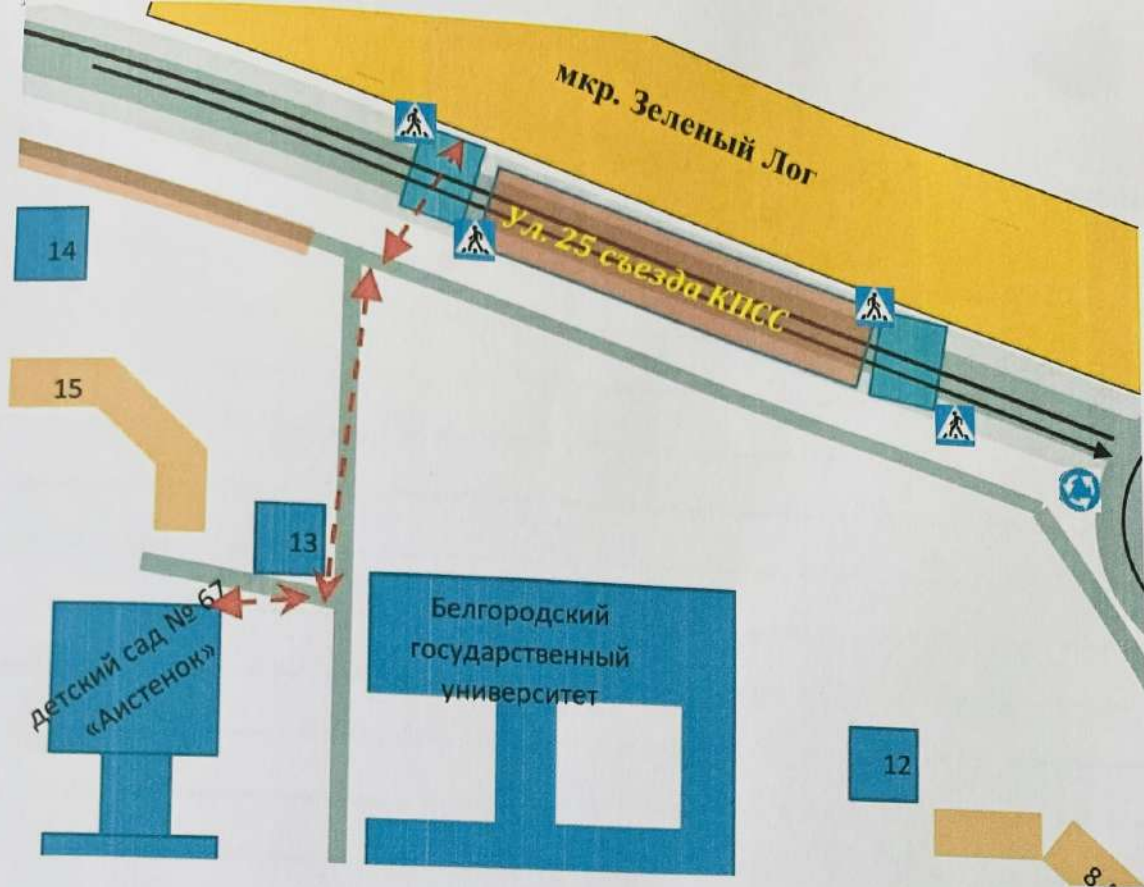 мкр. Зеленый Лог
Ул. 25 съезда КПСС
14
15
13
детский сад № 67
«Аистенок»
Белгородский
государственный
университет
12